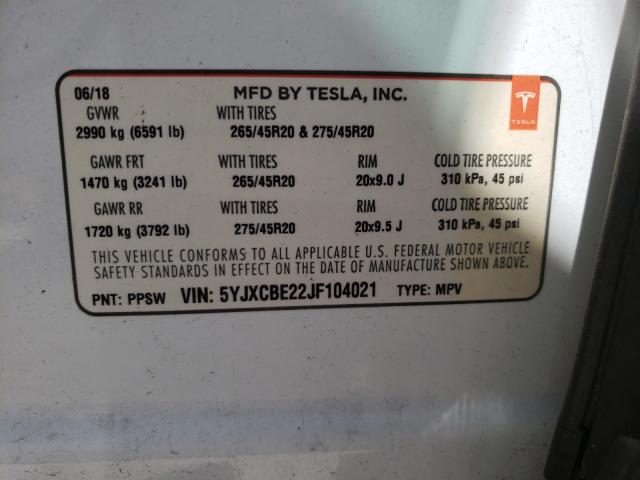 06/18 MFD BY TESLA, INC.
GVWR WITH TIRES
2990 kg (6591 lb) 265/45R20 & 275/45R20
TESLA
GAWR FRT WITH TIRES RIM COLD TIRE PRESSURE
1470 kg (3241 lb) 265/45R20 20x9.0 J 310 kPa, 45 psi
GAWR RR WITH TIRES RIM COLD TIRE PRESSURE
1720 kg (3792 lb) 275/45R20 20x9.5 J 310 kPa, 45 psi
THIS VEHICLE CONFORMS TO ALL APPLICABLE U.S. FEDERAL MOTOR VEHICLE
SAFETY STANDARDS IN EFFECT ON THE DATE OF MANUFACTURE SHOWN ABOVE.
PNT: PPSW VIN: 5YJXCBE22JF104021 TYPE: MPV